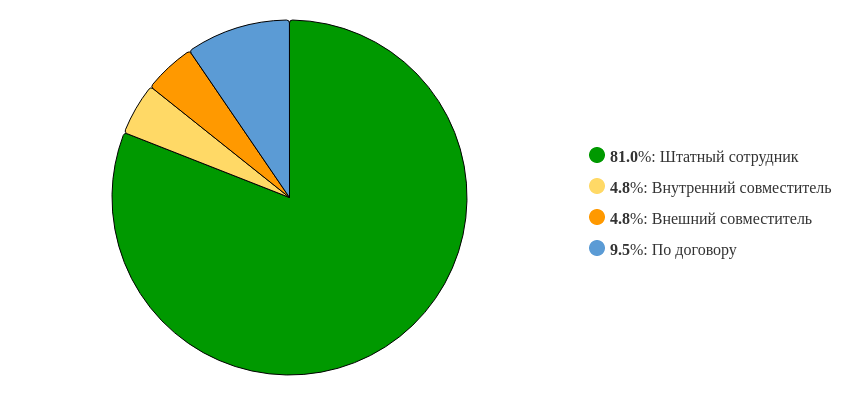 81.0%: Штатный сотрудник
4.8%: Внутренний совместитель
4.8%: Внешний совместитель
9.5%: По договору